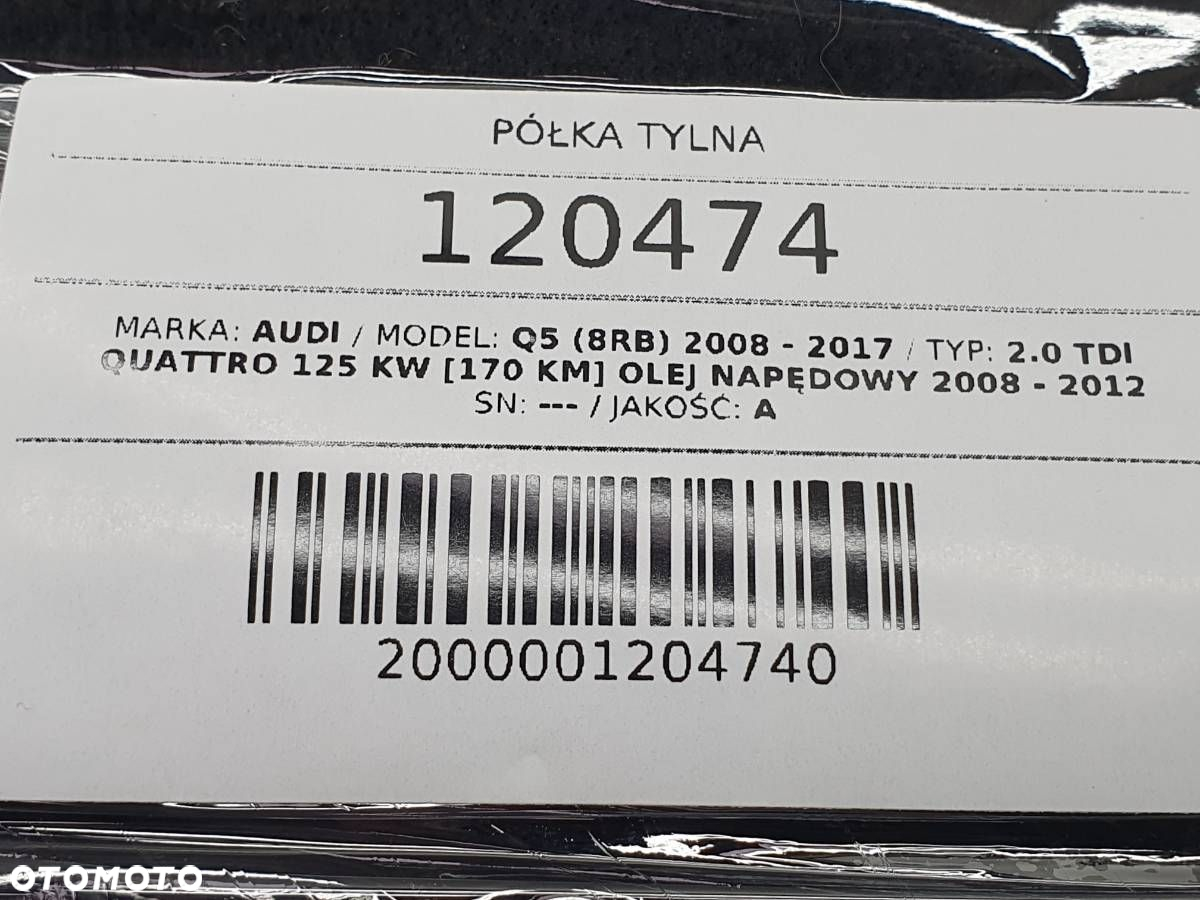 PÓŁKA TYLNA
120474
MARKA: AUDI / MODEL: Q5 (8RB) 2008 - 2017 / TYP: 2.0 TDI
QUATTRO 125 KW [170 KM] OLEJ NAPĘDOWY 2008 - 2012
SN: --- / JAKOŚĆ: A
2000001204740
OTOMOTO